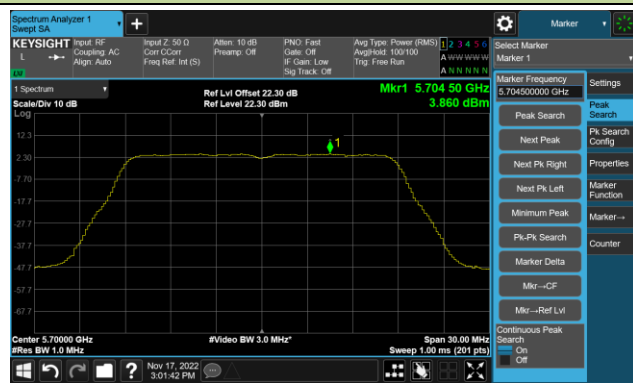 Spectrum Analyzer 1
Swept SA
Marker
KEYSIGHT
L
Input: RF
Coupling: AC
Align: Auto
Input Z: 50 Ω
Corr CCorr
Freq Ref: Int (S)
Atten: 10 dB
Preamp: Off
PNO: Fast
Gate: Off
IF Gain: Low
Sig Track: Off
Avg Type: Power (RMS)
Avg|Hold: 100/100
Trig: Free Run
1 2 3 4 5 6
A W W W W W
A N N N N N
Select Marker
Marker 1
1 Spectrum
Scale/Div 10 dB
Log
Ref Lvl Offset 22.30 dB
Ref Level 22.30 dBm
Mkr1 5.704 50 GHz
3.860 dBm
12.3
2.30
-17.7
-27.7
-37.7
-47.7
-57.7
-67.7
1
Center 5.70000 GHz
#Res BW 1.0 MHz
#Video BW 3.0 MHz*
Span 30.00 MHz
Sweep 1.00 ms (201 pts)
Marker Frequency
5.704500000 GHz
Peak Search
Next Peak
Next Pk Right
Next Pk Left
Minimum Peak
Pk-Pk Search
Marker Delta
Mkr→CF
Mkr→Ref Lvl
Continuous Peak
Search
On
Off
Settings
Peak
Search
Pk Search
Config
Properties
Marker
Function
Marker→
Counter
Nov 17, 2022
3:01:42 PM